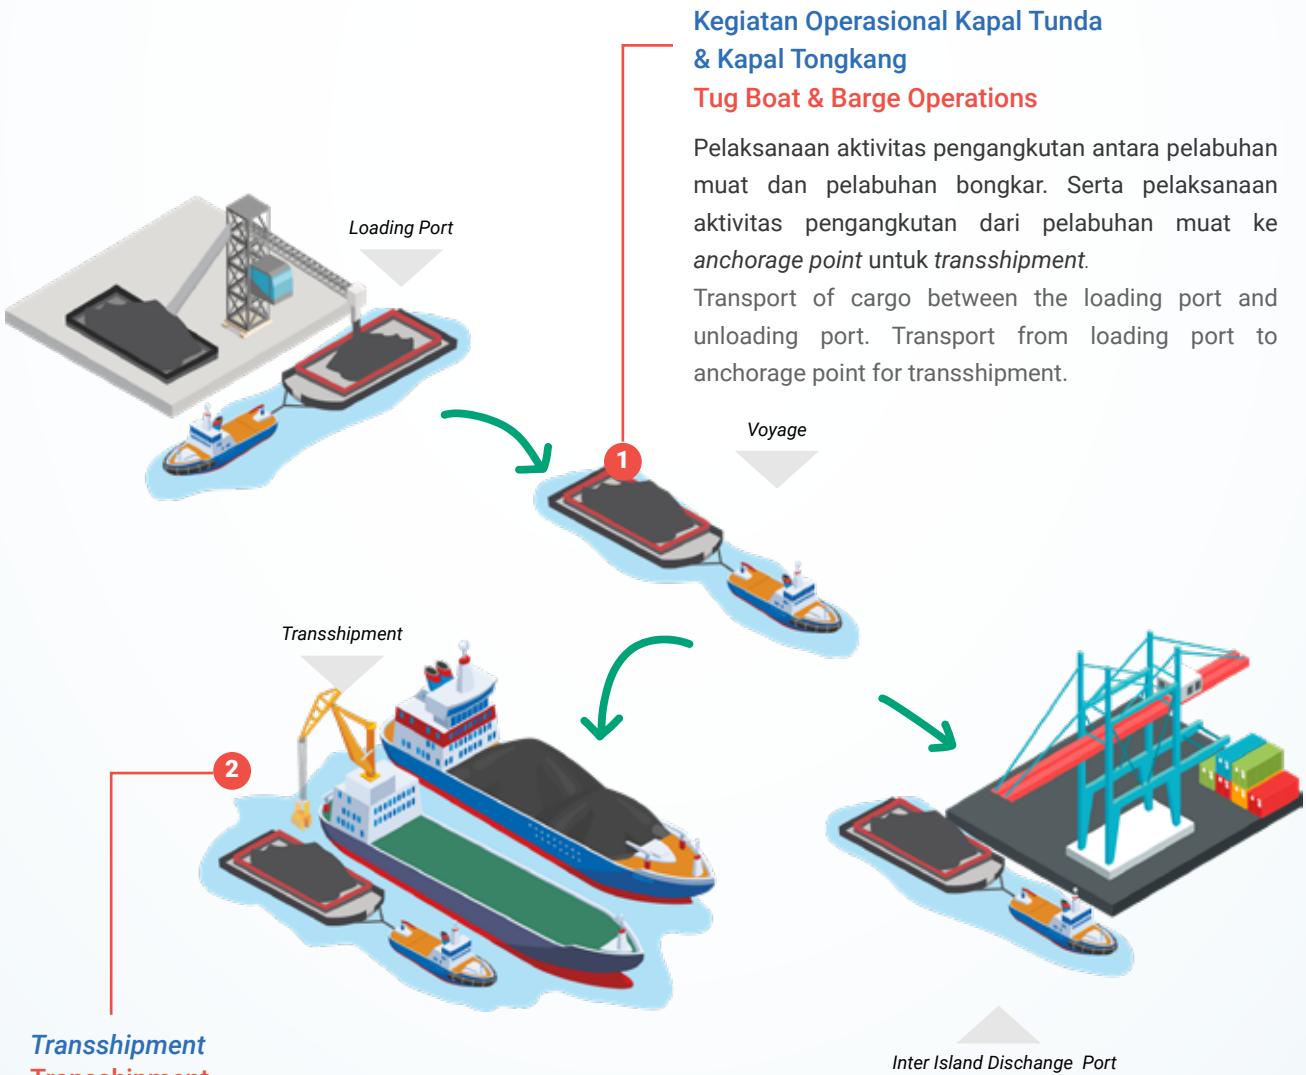 Kegiatan Operasional Kapal Tunda
& Kapal Tongkang
Tug Boat & Barge Operations
Pelaksanaan aktivitas pengangkutan antara pelabuhan
muat dan pelabuhan bongkar. Serta pelaksanaan
aktivitas pengangkutan dari pelabuhan muat ke
anchorage point untuk transshipment.
Transport of cargo between the loading port and
unloading port. Transport from loading port to
anchorage point for transshipment.
Loading Port
1
Voyage
Transshipment
2
Transshipment
Transshipment
Inter Island Dischange Port